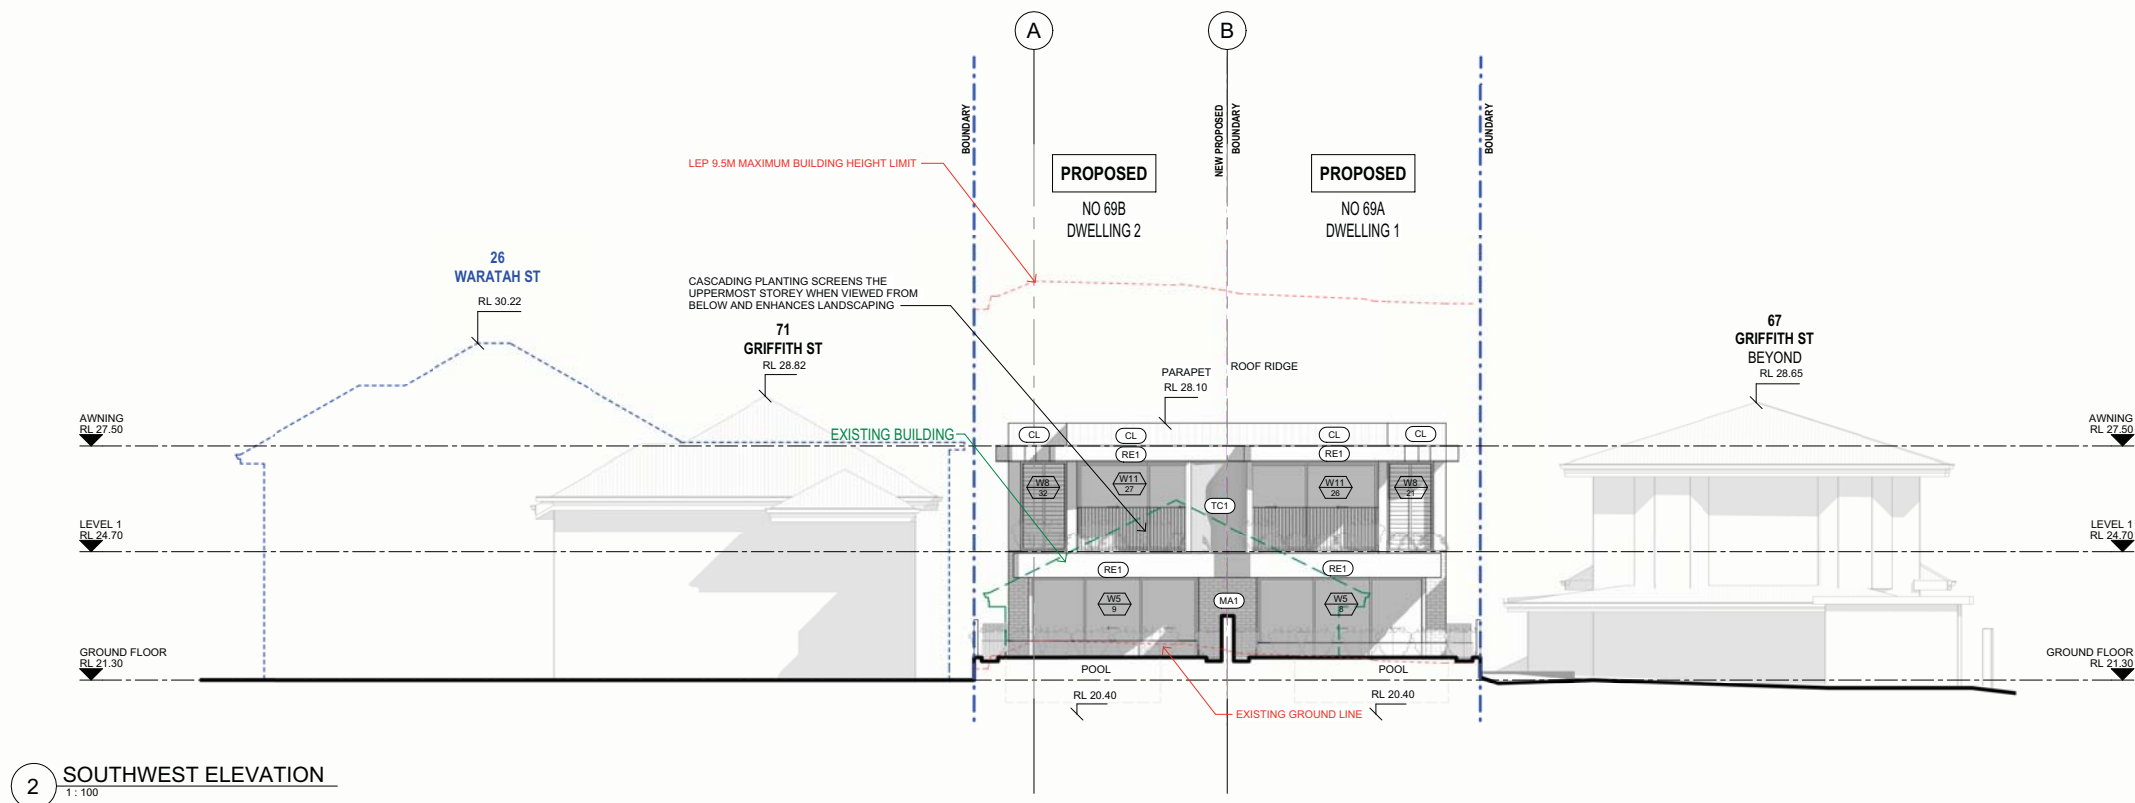 A
B
BOUNDARY
NEW PROPOSED
BOUNDARY
BOUNDARY
LEP 9.5M MAXIMUM BUILDING HEIGHT LIMIT
PROPOSED
NO 69B
DWELLING 2
PROPOSED
NO 69A
DWELLING 1
26
WARATAH ST
RL 30.22
CASCADING PLANTING SCREENS THE
UPPERMOST STOREY WHEN VIEWED FROM
BELOW AND ENHANCES LANDSCAPING
71
GRIFFITH ST
RL 28.82
67
GRIFFITH ST
BEYOND
RL 28.65
PARAPET
RL 28.10
ROOF RIDGE
AWNING
RL 27.50
EXISTING BUILDING
CL
CL
CL
CL
RE1
RE1
AWNING
RL 27.50
W8
32
W11
27
W11
26
W8
21
TC1
LEVEL 1
RL 24.70
LEVEL 1
RL 24.70
RE1
RE1
W5
9
MA1
W5
8
GROUND FLOOR
RL 21.30
POOL
POOL
GROUND FLOOR
RL 21.30
RL 20.40
RL 20.40
EXISTING GROUND LINE
2
SOUTHWEST ELEVATION
1 : 100